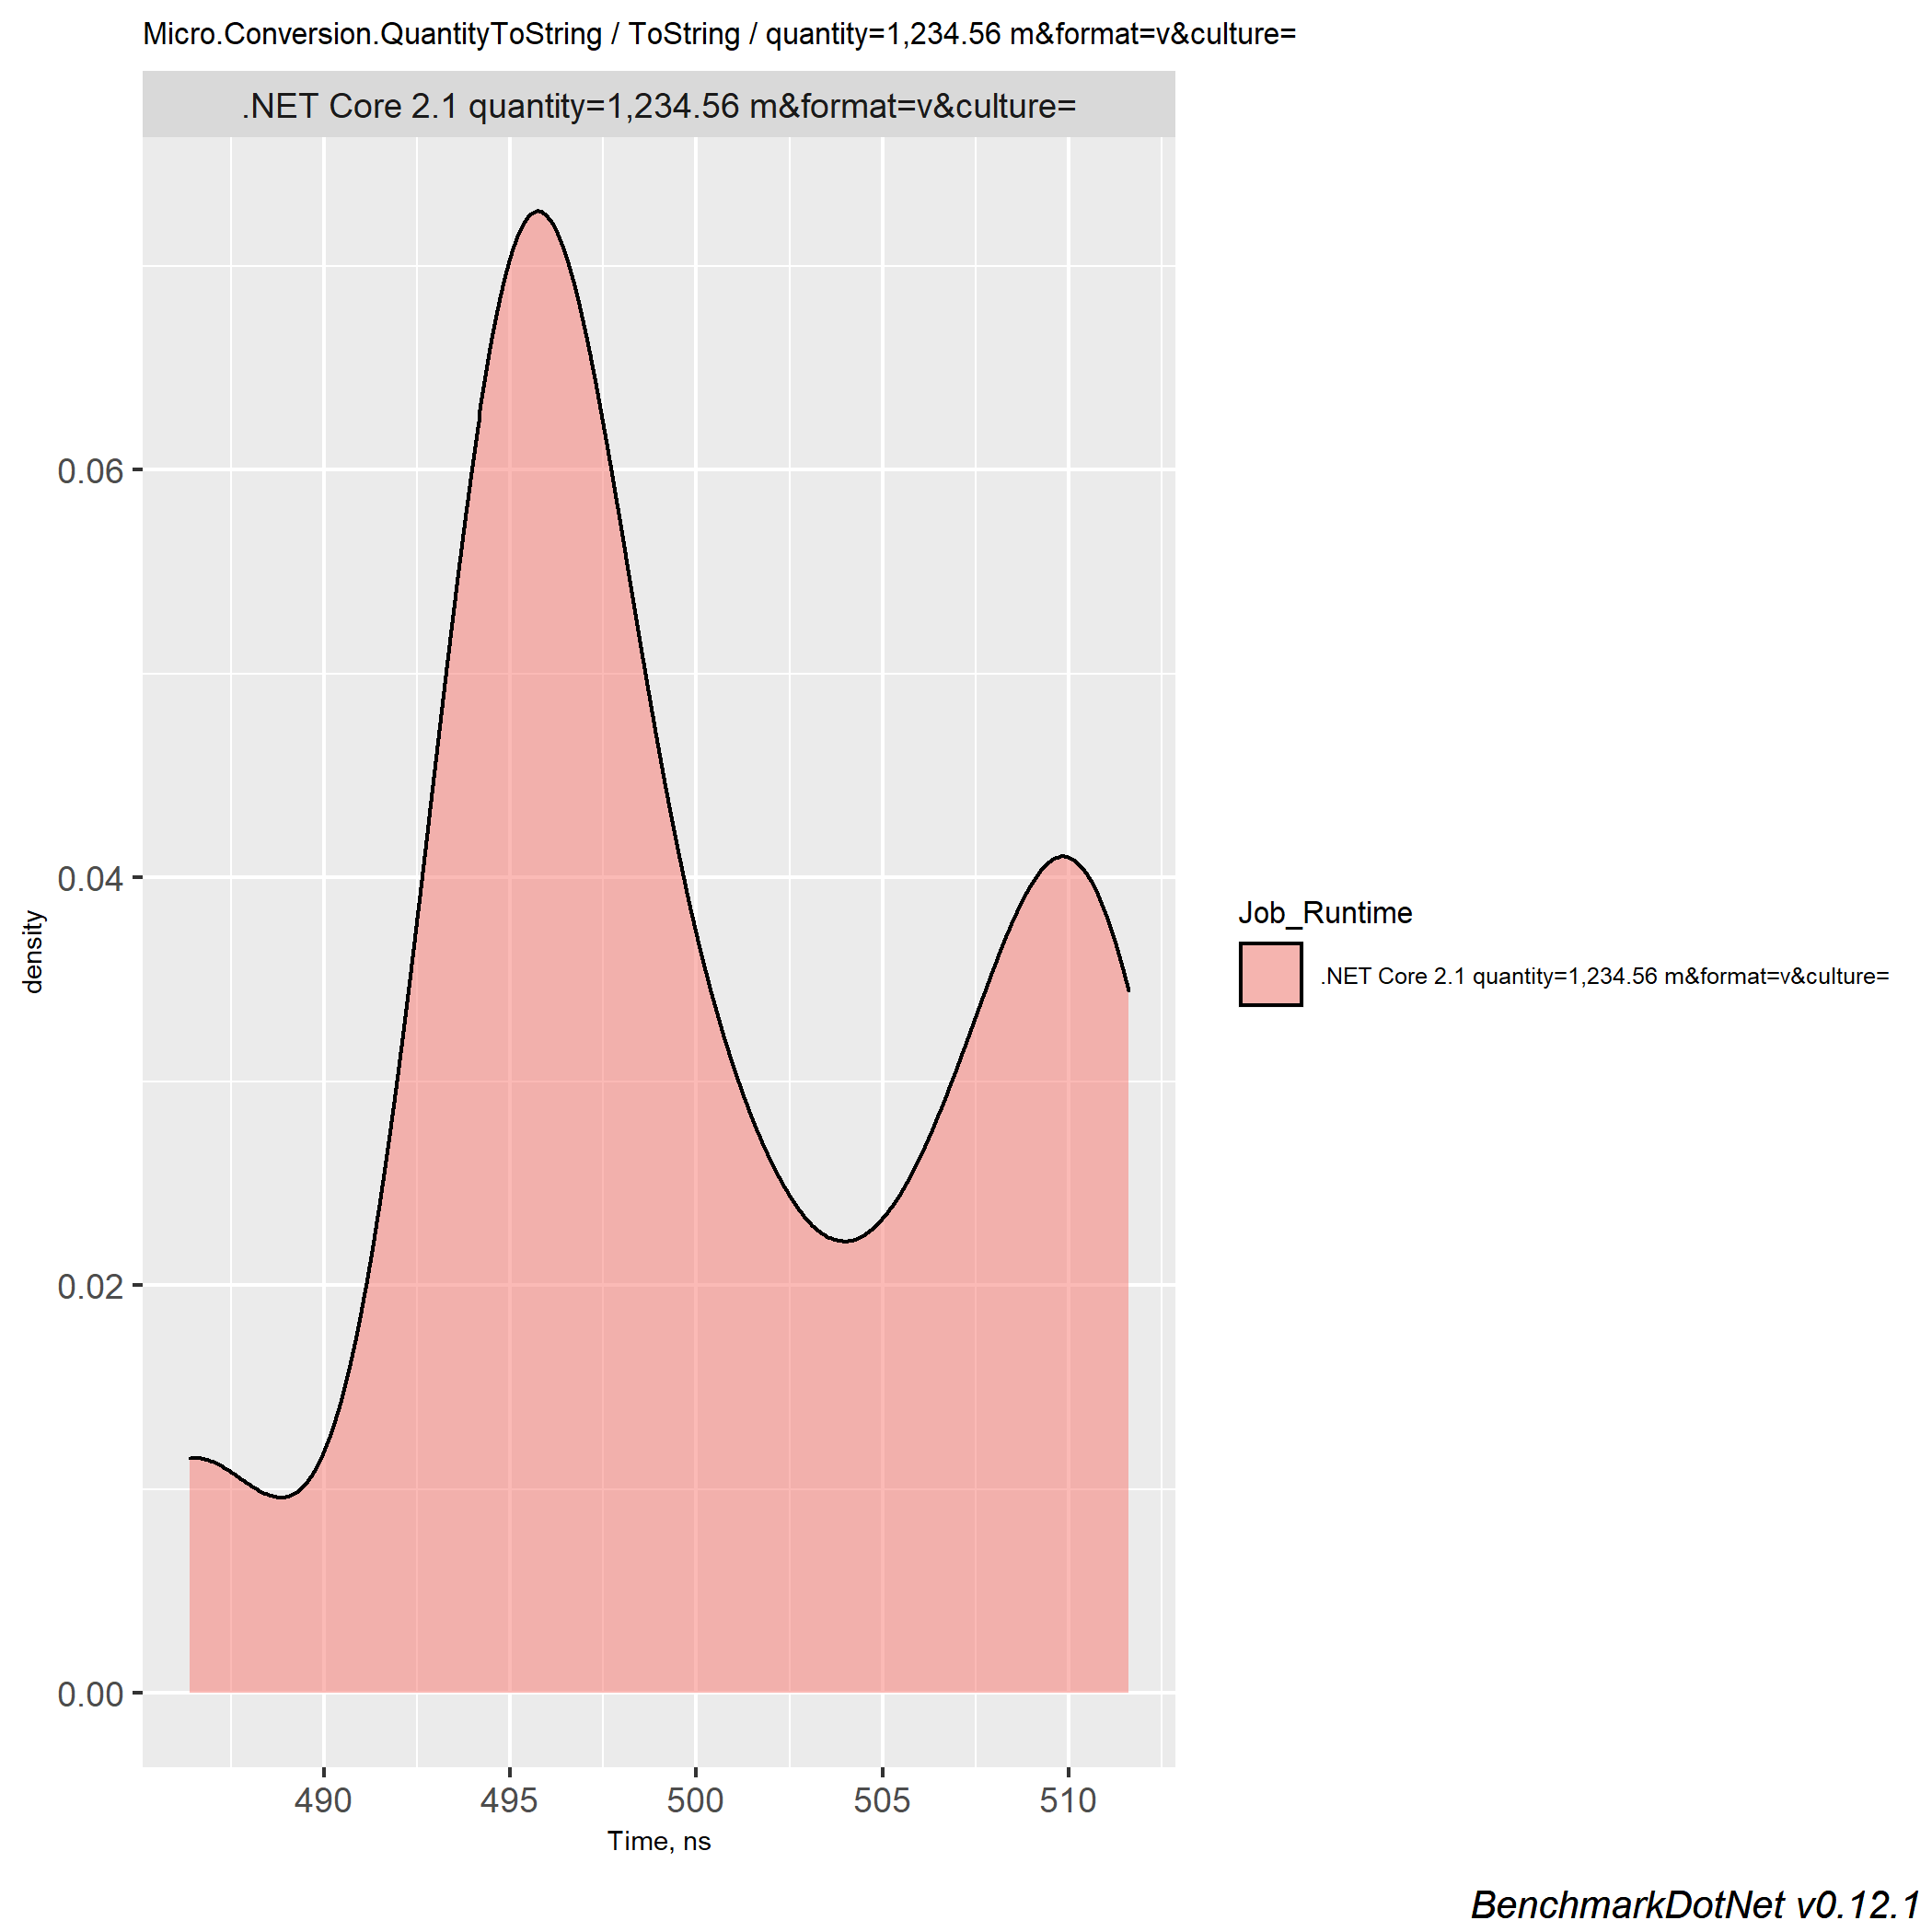 Micro.Conversion.QuantityToString / ToString / quantity=1,234.56 m&format=v&culture=
.NET Core 2.1 quantity=1,234.56 m&format=v&culture=
0.06
0.04
0.02
0.00
density
490
495
500
505
510
Time, ns
Job_Runtime
.NET Core 2.1 quantity=1,234.56 m&format=v&culture=
BenchmarkDotNet v0.12.1